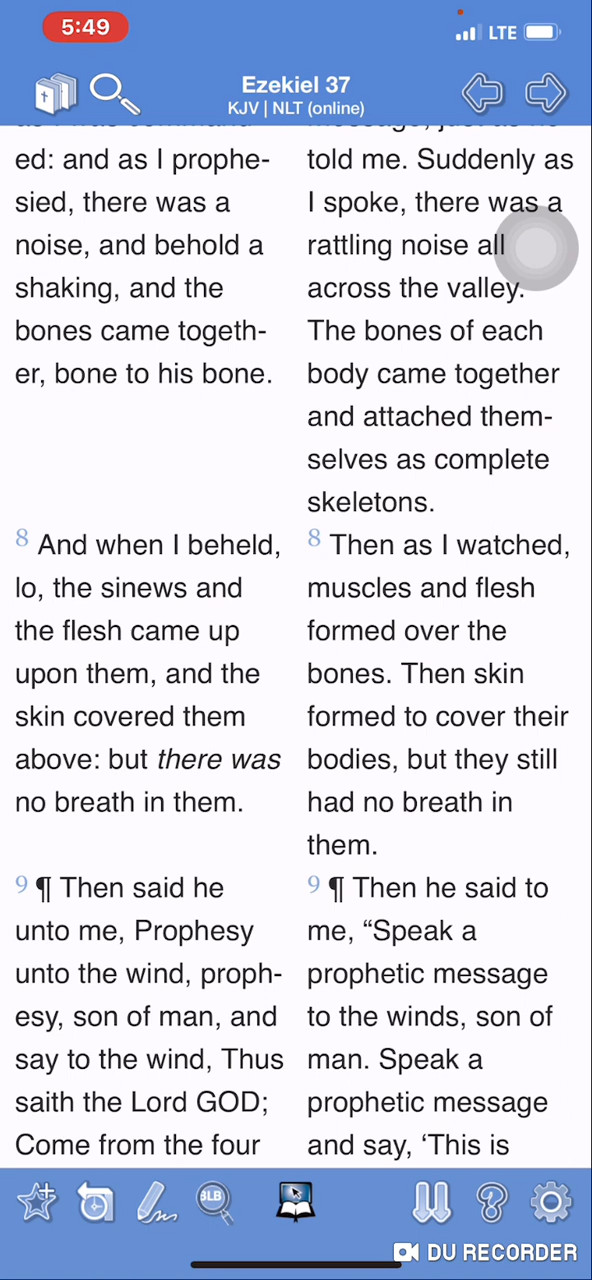 5:49
LTE
Ezekiel 37
KJV | NLT (online)
ed: and as I prophe-
sied, there was a
noise, and behold a
shaking, and the
bones came togeth-
er, bone to his bone.
8 And when I beheld,
lo, the sinews and
the flesh came up
upon them, and the
skin covered them
above: but there was
no breath in them.
9 ¶ Then said he
unto me, Prophesy
unto the wind, proph-
esy, son of man, and
say to the wind, Thus
saith the Lord GOD;
Come from the four
told me. Suddenly as
I spoke, there was a
rattling noise all
across the valley.
The bones of each
body came together
and attached them-
selves as complete
skeletons.
8 Then as I watched,
muscles and flesh
formed over the
bones. Then skin
formed to cover their
bodies, but they still
had no breath in
them.
9 ¶ Then he said to
me, “Speak a
prophetic message
to the winds, son of
man. Speak a
prophetic message
and say, ‘This is
BLB
DU RECORDER